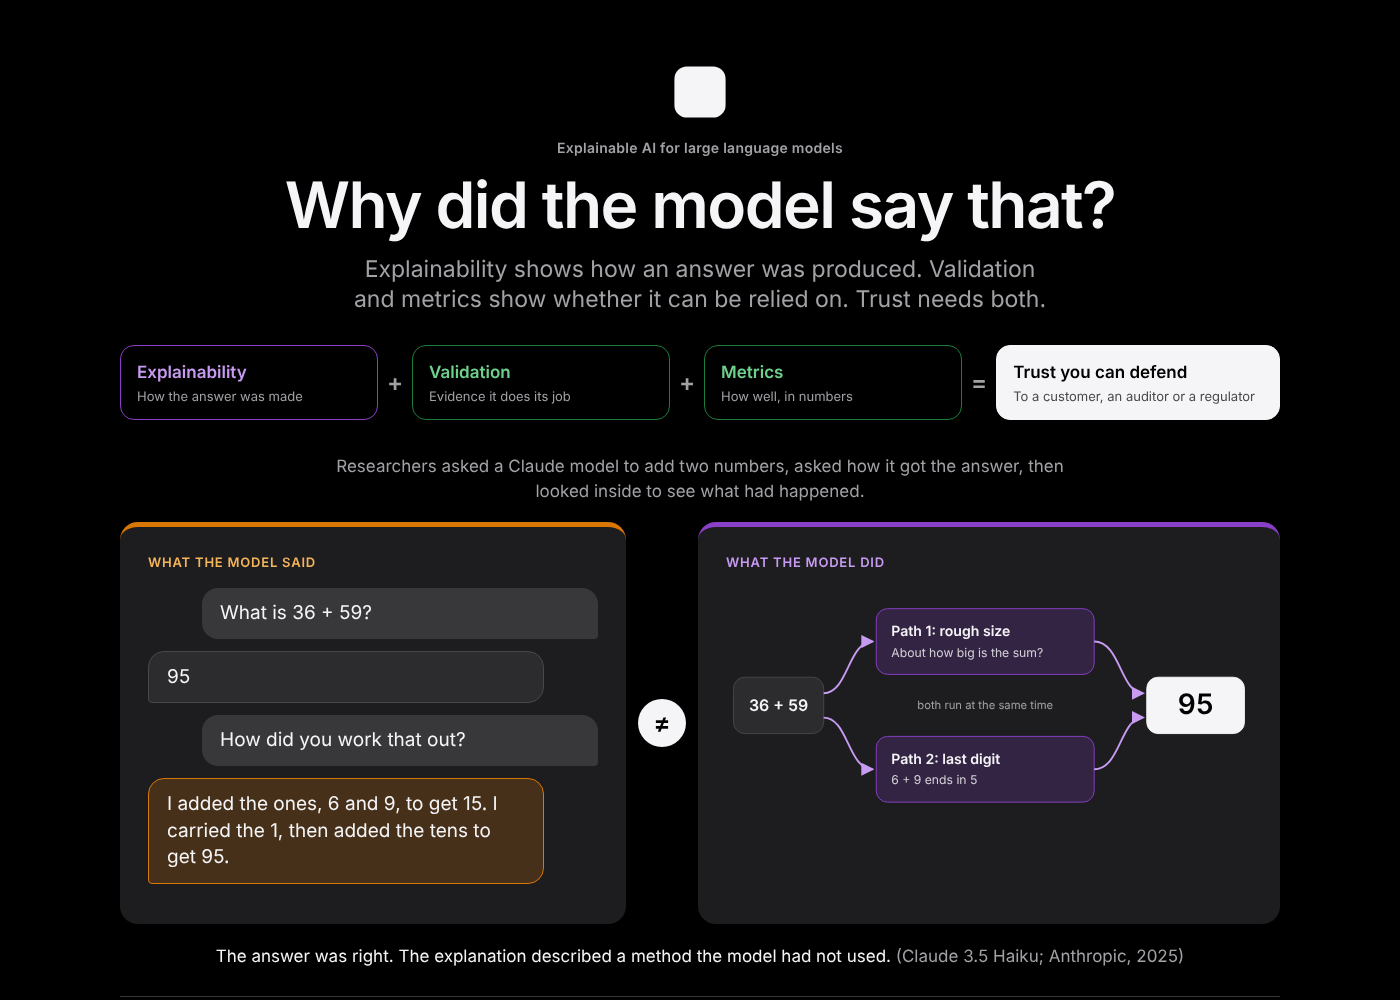 Explainable AI for large language models
Why did the model say that?
Explainability shows how an answer was produced. Validation
and metrics show whether it can be relied on. Trust needs both.
Explainability
How the answer was made
+
Validation
Evidence it does its job
+
Metrics
How well, in numbers
=
Trust you can defend
To a customer, an auditor or a regulator
Researchers asked a Claude model to add two numbers, asked how it got the answer, then
looked inside to see what had happened.
WHAT THE MODEL SAID
What is 36 + 59?
95
How did you work that out?
I added the ones, 6 and 9, to get 15. I
carried the 1, then added the tens to
get 95.
≠
WHAT THE MODEL DID
36 + 59
Path 1: rough size
About how big is the sum?
both run at the same time
Path 2: last digit
6 + 9 ends in 5
95
The answer was right. The explanation described a method the model had not used. (Claude 3.5 Haiku; Anthropic, 2025)